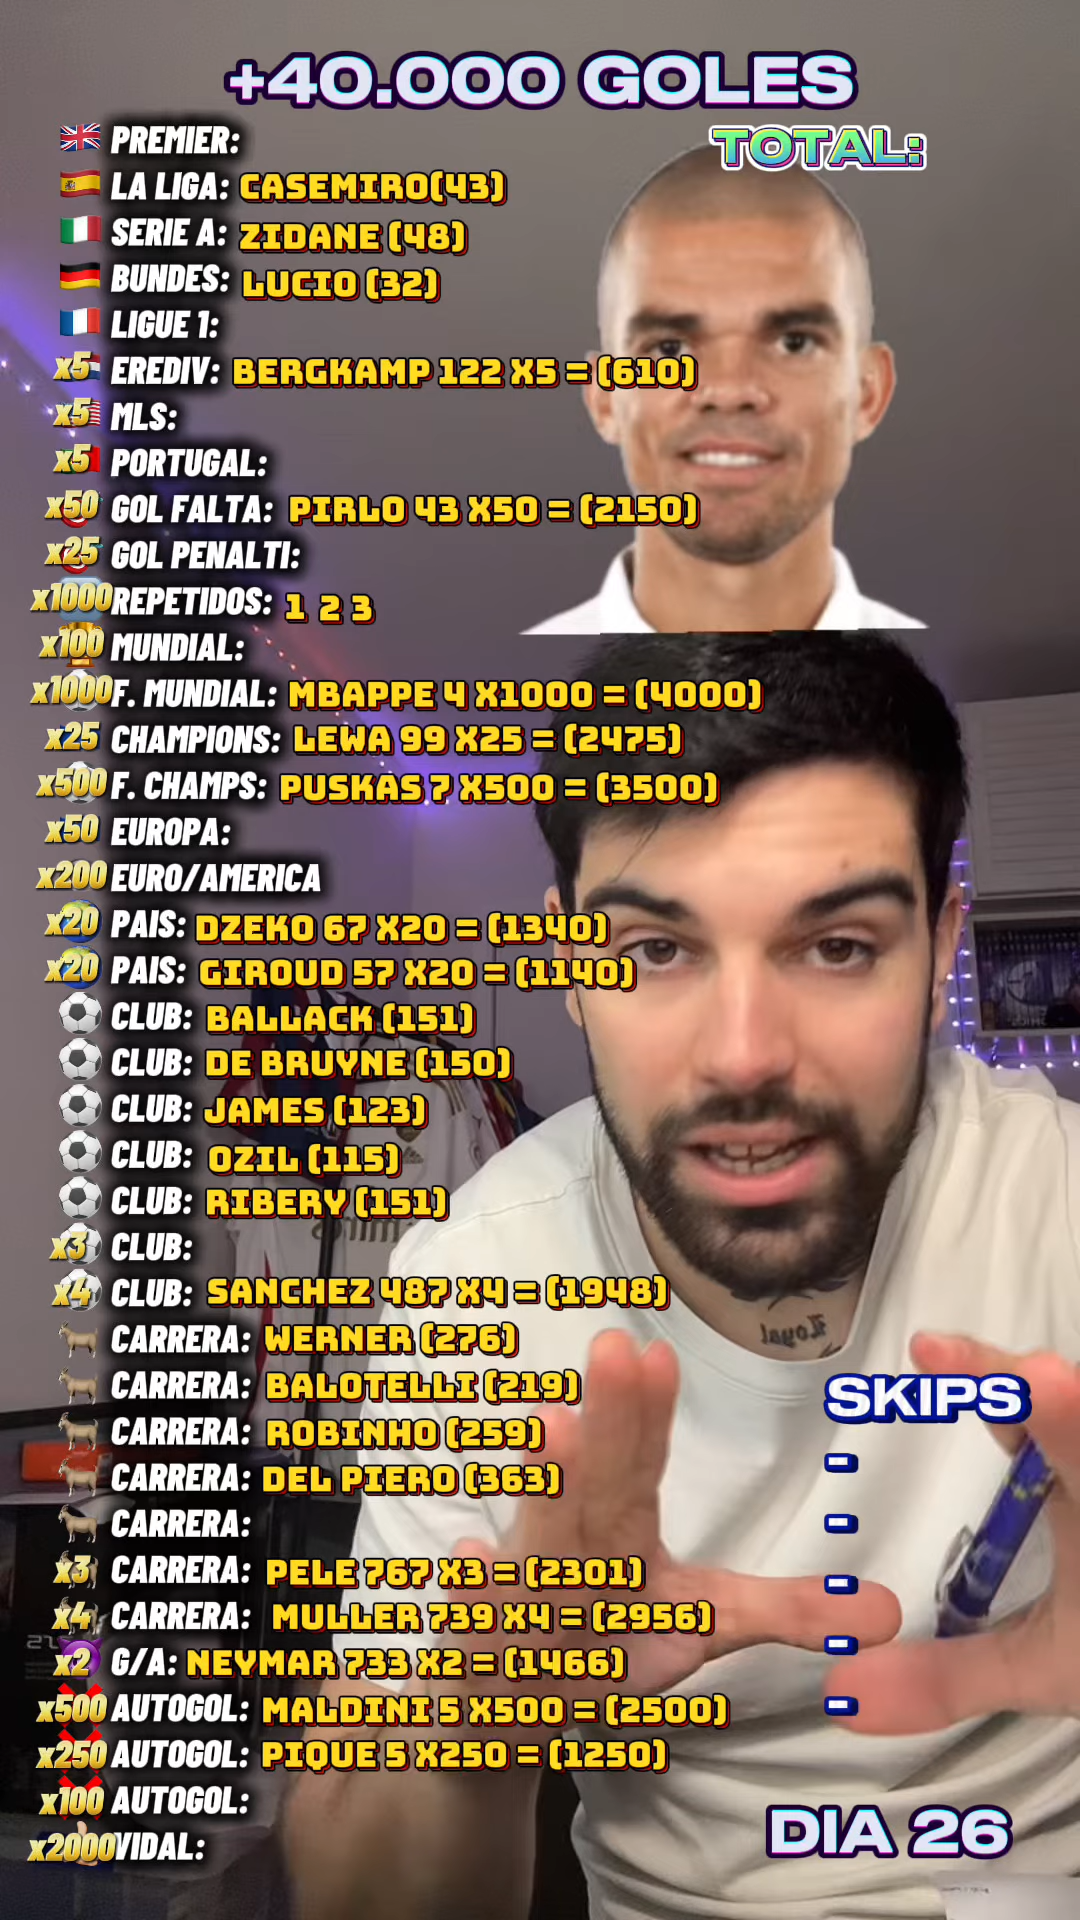 +40.000 GOLES
TOTAL:
PREMIER:
LA LIGA: CASEMIRO(43)
SERIE A: ZIDANE (48)
BUNDES: LUCIO (32)
LIGUE 1:
x5 EREDIV: BERGKAMP 122 X5 = (610)
x5 MLS:
x5 PORTUGAL:
x50 GOL FALTA: PIRLO 43 X50 = (2150)
x25 GOL PENALTI:
x1000 REPETIDOS: 1 2 3
x100 MUNDIAL:
x1000 F. MUNDIAL: MBAPPE 4 X1000 = (4000)
x25 CHAMPIONS: LEWA 99 X25 = (2475)
x500 F. CHAMPS: PUSKAS 7 X500 = (3500)
x50 EUROPA:
x200 EURO/AMERICA
x20 PAIS: DZEKO 67 X20 = (1340)
x20 PAIS: GIROUD 57 X20 = (1140)
CLUB: BALLACK (151)
CLUB: DE BRUYNE (150)
CLUB: JAMES (123)
CLUB: OZIL (115)
CLUB: RIBERY (151)
x3 CLUB:
x4 CLUB: SANCHEZ 487 X4 = (1948)
CARRERA: WERNER (276)
CARRERA: BALOTELLI (219)
CARRERA: ROBINHO (259)
CARRERA: DEL PIERO (363)
CARRERA:
x3 CARRERA: PELE 767 X3 = (2301)
x4 CARRERA: MULLER 739 X4 = (2956)
x2 G/A: NEYMAR 733 X2 = (1466)
x500 AUTOGOL: MALDINI 5 X500 = (2500)
x250 AUTOGOL: PIQUE 5 X250 = (1250)
x100 AUTOGOL:
x2000 VIDAL:
Loyal
SKIPS
-
-
-
-
-
DIA 26